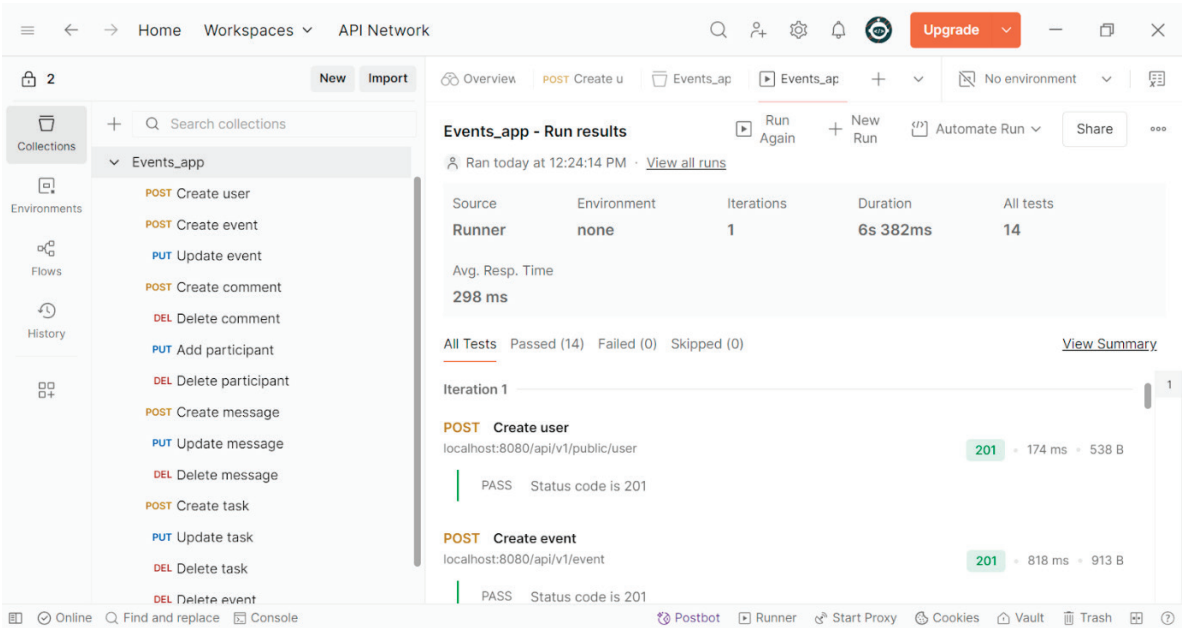 Home Workspaces API Network Upgrade
2 New Import
Overview POST Create u Events_ap Events_ap No environment
Collections
Environments
Flows
History
Search collections
Events_app
POST Create user
POST Create event
PUT Update event
POST Create comment
DEL Delete comment
PUT Add participant
DEL Delete participant
POST Create message
PUT Update message
DEL Delete message
POST Create task
PUT Update task
DEL Delete task
DEL Delete event
Events_app - Run results
Run Again
New Run
Automate Run
Share
Ran today at 12:24:14 PM · View all runs
Source Environment Iterations Duration All tests
Runner none 1 6s 382ms 14
Avg. Resp. Time
298 ms
All Tests Passed (14) Failed (0) Skipped (0) View Summary
Iteration 1
1
POST Create user
localhost:8080/api/v1/public/user 201 174 ms 538 B
PASS Status code is 201
POST Create event
localhost:8080/api/v1/event 201 818 ms 913 B
PASS Status code is 201
Online Find and replace Console Postbot Runner Start Proxy Cookies Vault Trash